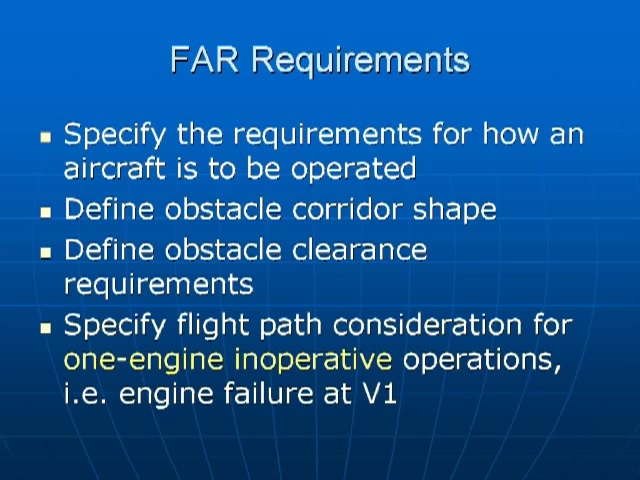 FAR Requirements
Specify the requirements for how an
aircraft is to be operated
Define obstacle corridor shape
Define obstacle clearance
requirements
Specify flight path consideration for
one-engine inoperative operations,
i.e. engine failure at V1